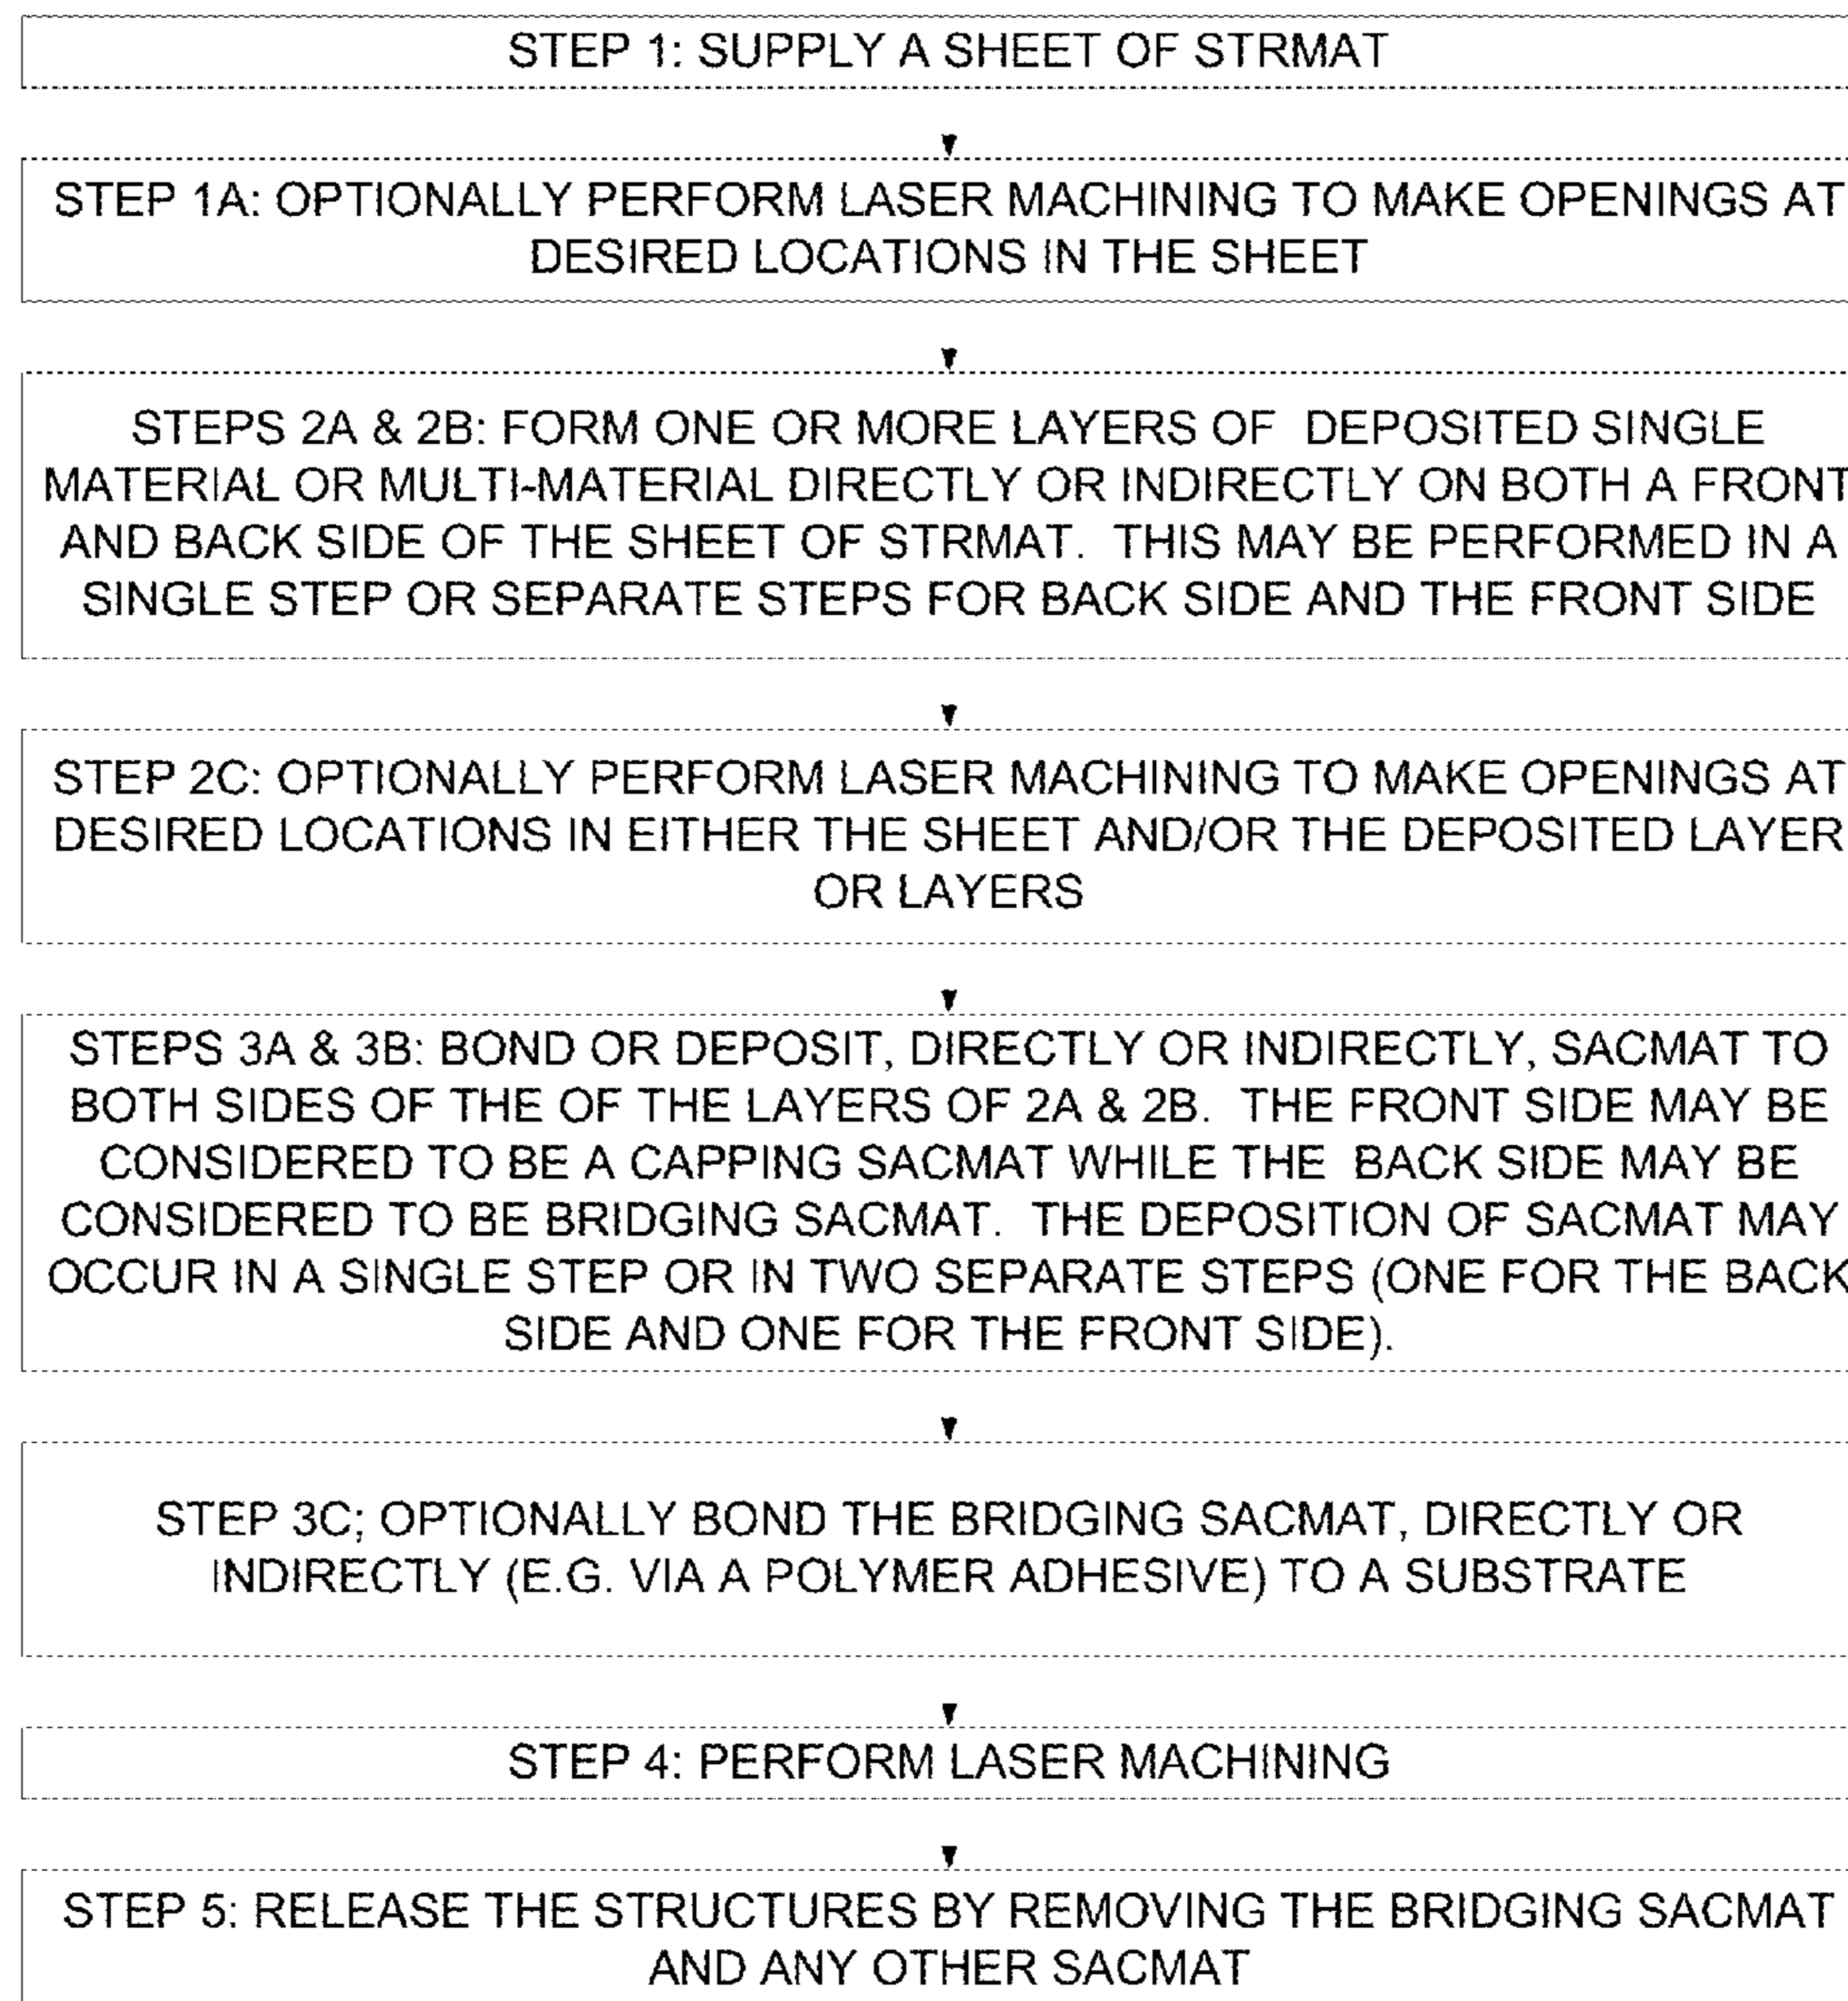 STEP 1: SUPPLY A SHEET OF STRMAT
STEP 1A: OPTIONALLY PERFORM LASER MACHINING TO MAKE OPENINGS AT
DESIRED LOCATIONS IN THE SHEET
STEPS 2A & 2B: FORM ONE OR MORE LAYERS OF DEPOSITED SINGLE
MATERIAL OR MULTI-MATERIAL DIRECTLY OR INDIRECTLY ON BOTH A FRONT
AND BACK SIDE OF THE SHEET OF STRMAT. THIS MAY BE PERFORMED IN A
SINGLE STEP OR SEPARATE STEPS FOR BACK SIDE AND THE FRONT SIDE
STEP 2C: OPTIONALLY PERFORM LASER MACHINING TO MAKE OPENINGS AT
DESIRED LOCATIONS IN EITHER THE SHEET AND/OR THE DEPOSITED LAYER
OR LAYERS
STEPS 3A & 3B: BOND OR DEPOSIT, DIRECTLY OR INDIRECTLY, SACMAT TO
BOTH SIDES OF THE OF THE LAYERS OF 2A & 2B. THE FRONT SIDE MAY BE
CONSIDERED TO BE A CAPPING SACMAT WHILE THE BACK SIDE MAY BE
CONSIDERED TO BE BRIDGING SACMAT. THE DEPOSITION OF SACMAT MAY
OCCUR IN A SINGLE STEP OR IN TWO SEPARATE STEPS (ONE FOR THE BACK
SIDE AND ONE FOR THE FRONT SIDE).
STEP 3C; OPTIONALLY BOND THE BRIDGING SACMAT, DIRECTLY OR
INDIRECTLY (E.G. VIA A POLYMER ADHESIVE) TO A SUBSTRATE
STEP 4: PERFORM LASER MACHINING
STEP 5: RELEASE THE STRUCTURES BY REMOVING THE BRIDGING SACMAT
AND ANY OTHER SACMAT